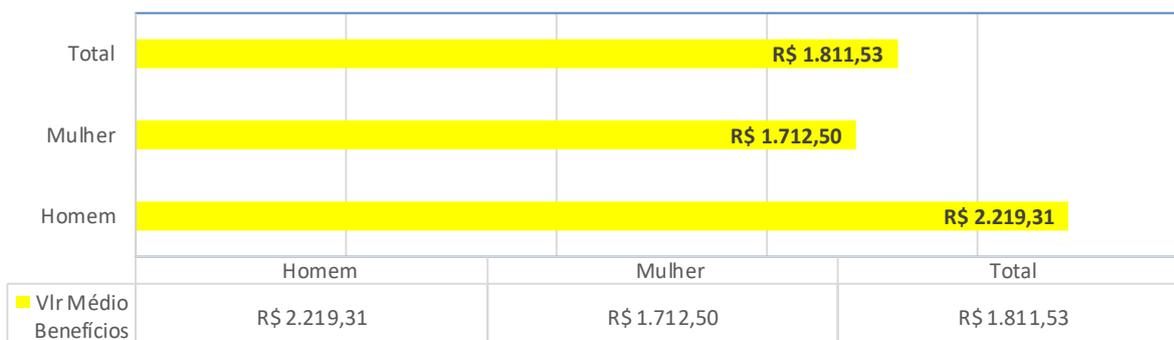 Total
R$ 1.811,53
Mulher
R$ 1.712,50
Homem
R$ 2.219,31
Homem Mulher Total
Vlr Médio
Benefícios
R$ 2.219,31 R$ 1.712,50 R$ 1.811,53